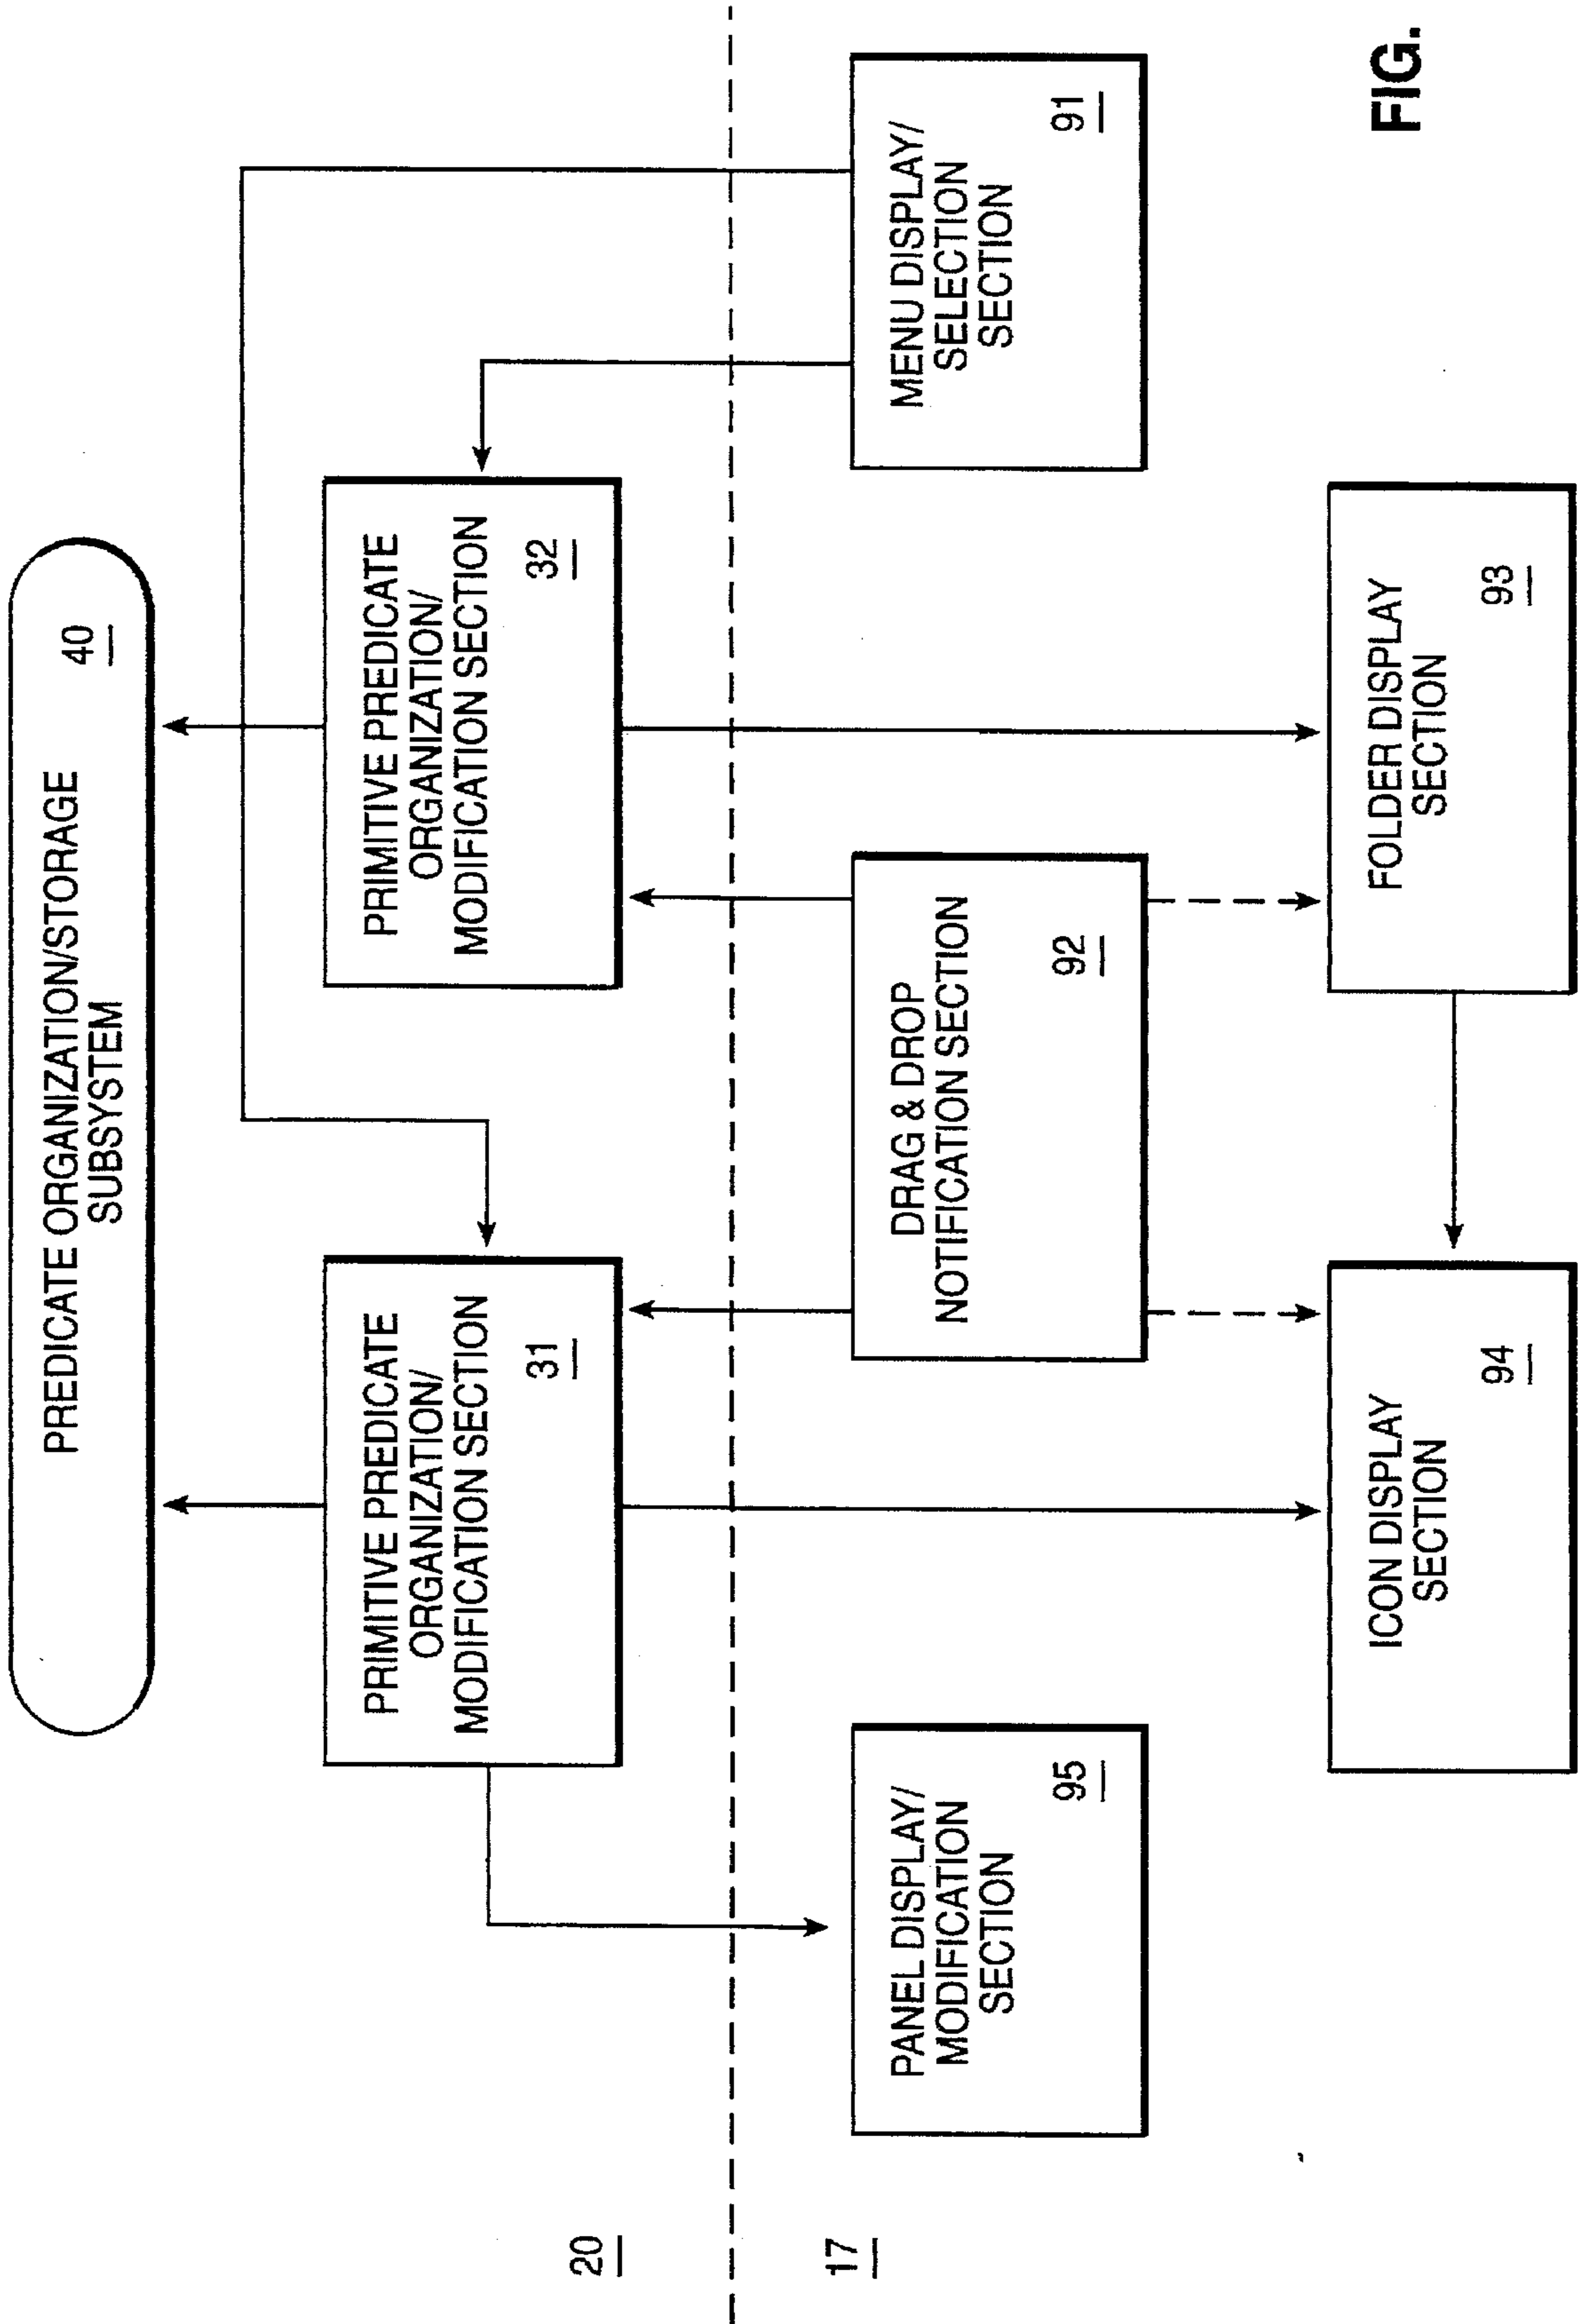 PREDICATE ORGANIZATION/STORAGE
SUBSYSTEM
40
PRIMITIVE PREDICATE
ORGANIZATION/
MODIFICATION SECTION
31
PRIMITIVE PREDICATE
ORGANIZATION/
MODIFICATION SECTION
32
20
17
PANEL DISPLAY/
MODIFICATION
SECTION
95
DRAG & DROP
NOTIFICATION SECTION
92
MENU DISPLAY/
SELECTION
SECTION
91
ICON DISPLAY
SECTION
94
FOLDER DISPLAY
SECTION
93
FIG.